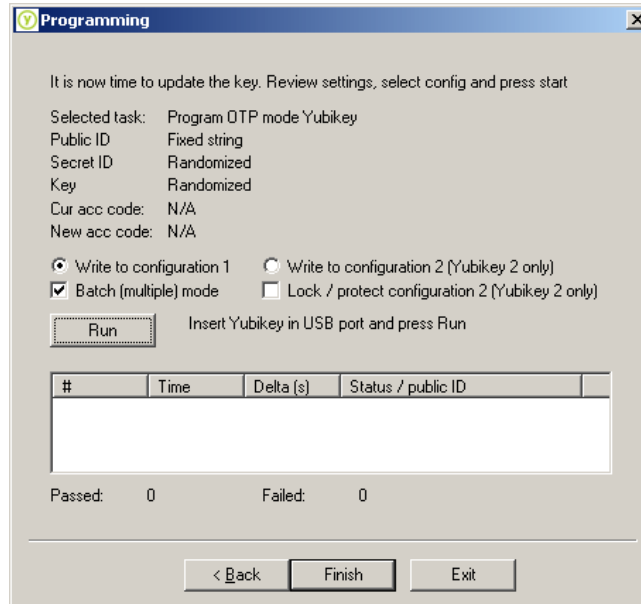 Programming
It is now time to update the key. Review settings, select config and press start
Selected task: Program OTP mode Yubikey
Public ID Fixed string
Secret ID Randomized
Key Randomized
Cur acc code: N/A
New acc code: N/A
Write to configuration 1 Write to configuration 2 (Yubikey 2 only)
Batch (multiple) mode Lock / protect configuration 2 (Yubikey 2 only)
Run Insert Yubikey in USB port and press Run
# Time Delta (s) Status / public ID
Passed: 0 Failed: 0
< Back Finish Exit